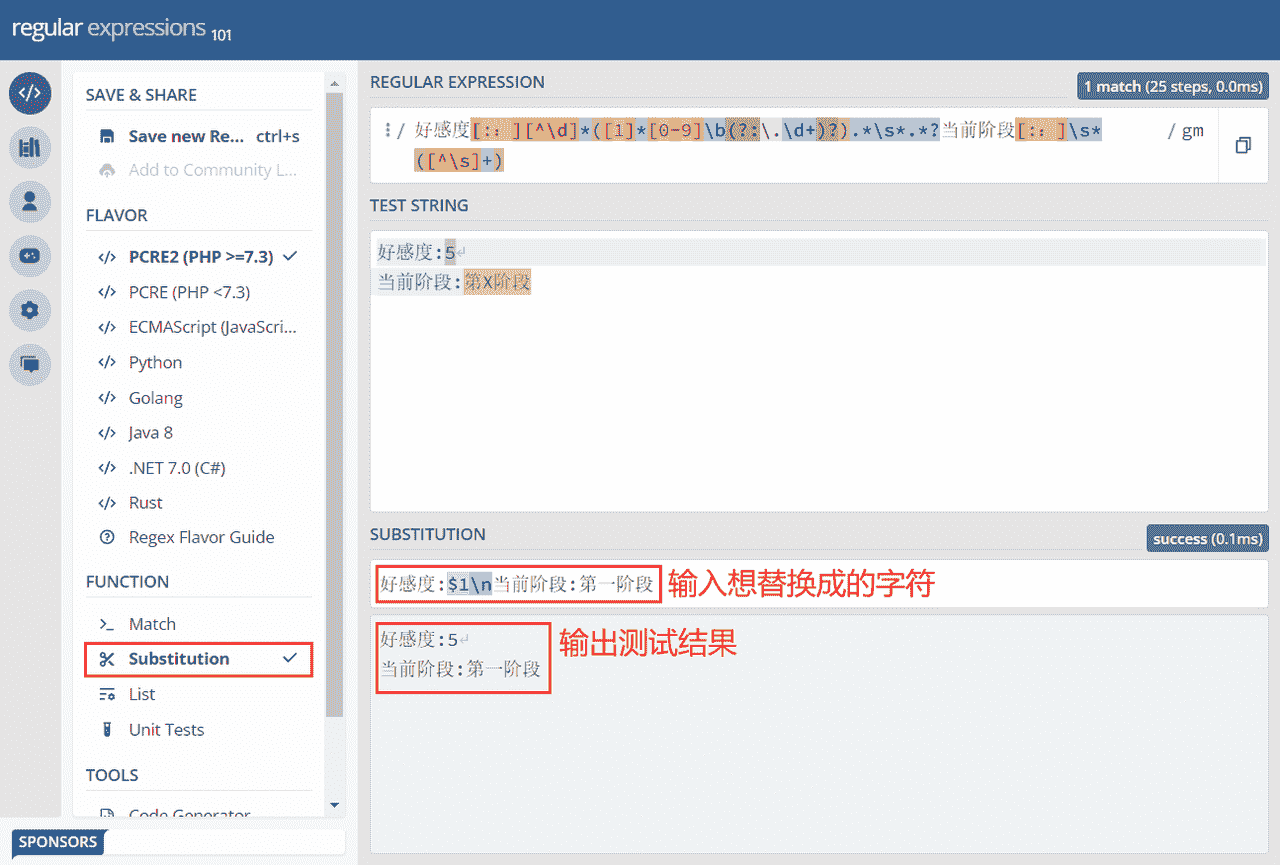 regular expressions 101
SAVE & SHARE
Save new Re... ctrl+s
Add to Community L...
FLAVOR
PCRE2 (PHP >=7.3)
PCRE (PHP <7.3)
ECMAScript (JavaScri...
Python
Golang
Java 8
.NET 7.0 (C#)
Rust
Regex Flavor Guide
FUNCTION
Match
Substitution
List
Unit Tests
TOOLS
Code Generator
SPONSORS
REGULAR EXPRESSION
1 match (25 steps, 0.0ms)
/ 好感度[:：][^\d]*([1]*[0-9]\b(?:\.\d+)?).*\s*.*?当前阶段[:：]\s* / gm
([^\s]+)
TEST STRING
好感度:5
当前阶段:第X阶段
SUBSTITUTION
success (0.1ms)
好感度:$1\n当前阶段:第一阶段 输入想替换成的字符
好感度:5 输出测试结果
当前阶段:第一阶段